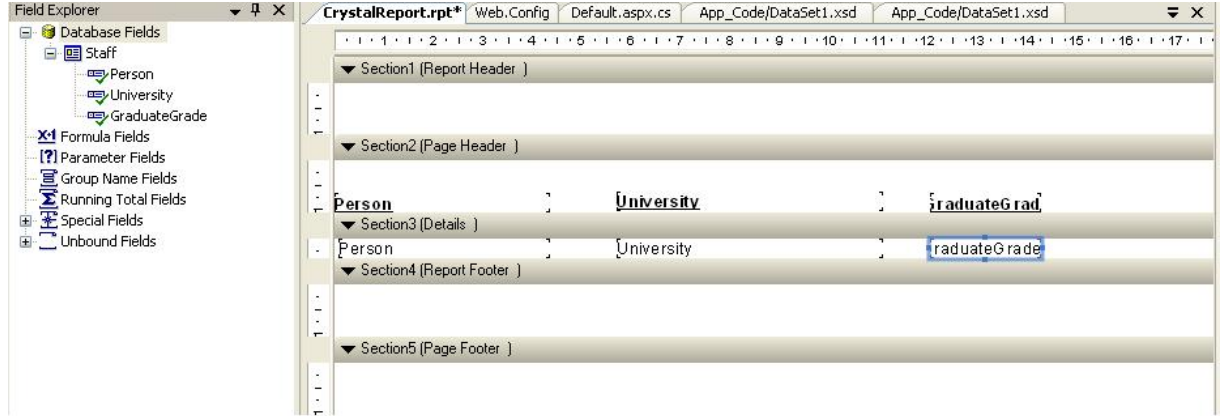 Field Explorer
CrystalReport.rpt* Web.Config Default.aspx.cs App_Code/DataSet1.xsd App_Code/DataSet1.xsd
Database Fields
Staff
Person
University
GraduateGrade
Formula Fields
Parameter Fields
Group Name Fields
Running Total Fields
Special Fields
Unbound Fields
1 2 3 4 5 6 7 8 9 10 11 12 13 14 15 16 17
Section1 (Report Header )
Section2 (Page Header )
Person University raduateGrad
Section3 (Details )
Person University raduateGrade
Section4 (Report Footer )
Section5 (Page Footer )